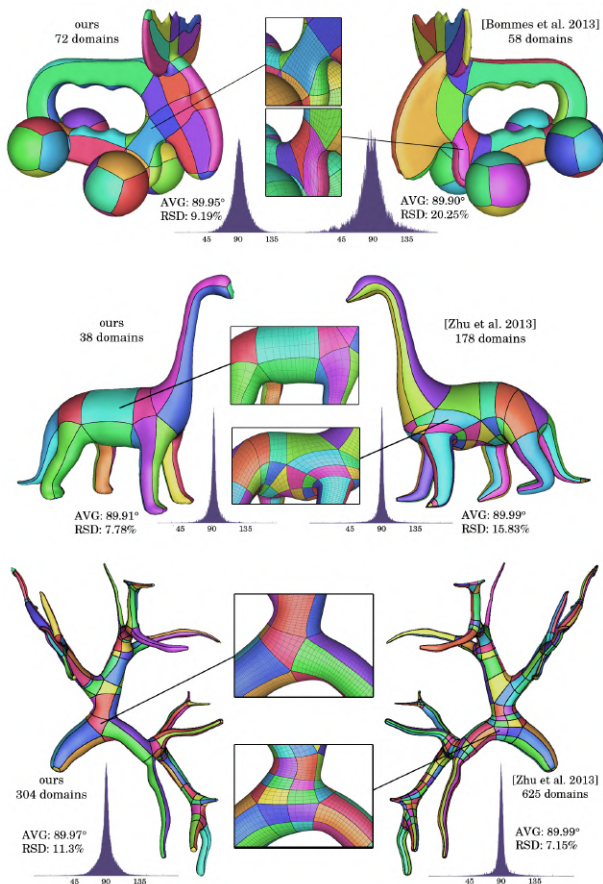 ours
72 domains
[Bommes et al. 2013]
58 domains
AVG: 89.95°
RSD: 9.19%
AVG: 89.90°
RSD: 20.25%
45 90 135
45 90 135
ours
38 domains
[Zhu et al. 2013]
178 domains
AVG: 89.91°
RSD: 7.78%
AVG: 89.99°
RSD: 15.83%
45 90 135
45 90 135
ours
304 domains
[Zhu et al. 2013]
625 domains
AVG: 89.97°
RSD: 11.3%
AVG: 89.99°
RSD: 7.15%
45 90 135
45 90 135